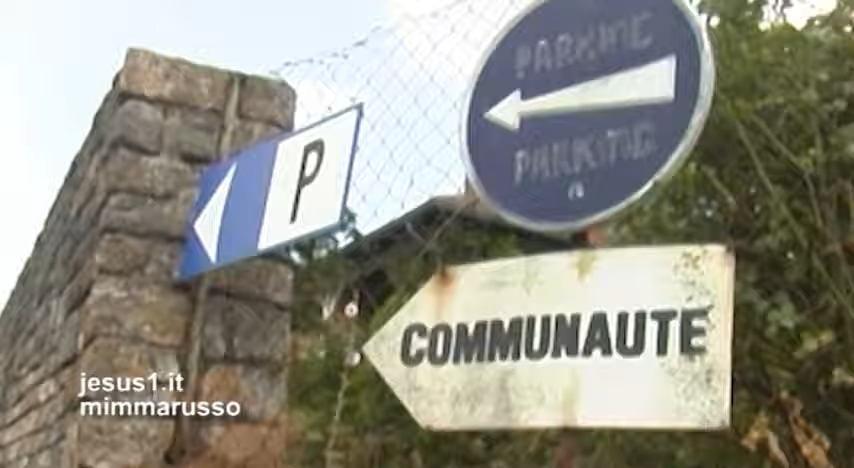 PARKING
PARKING
P
COMMUNAUTE
jesus1.it
mimmarusso